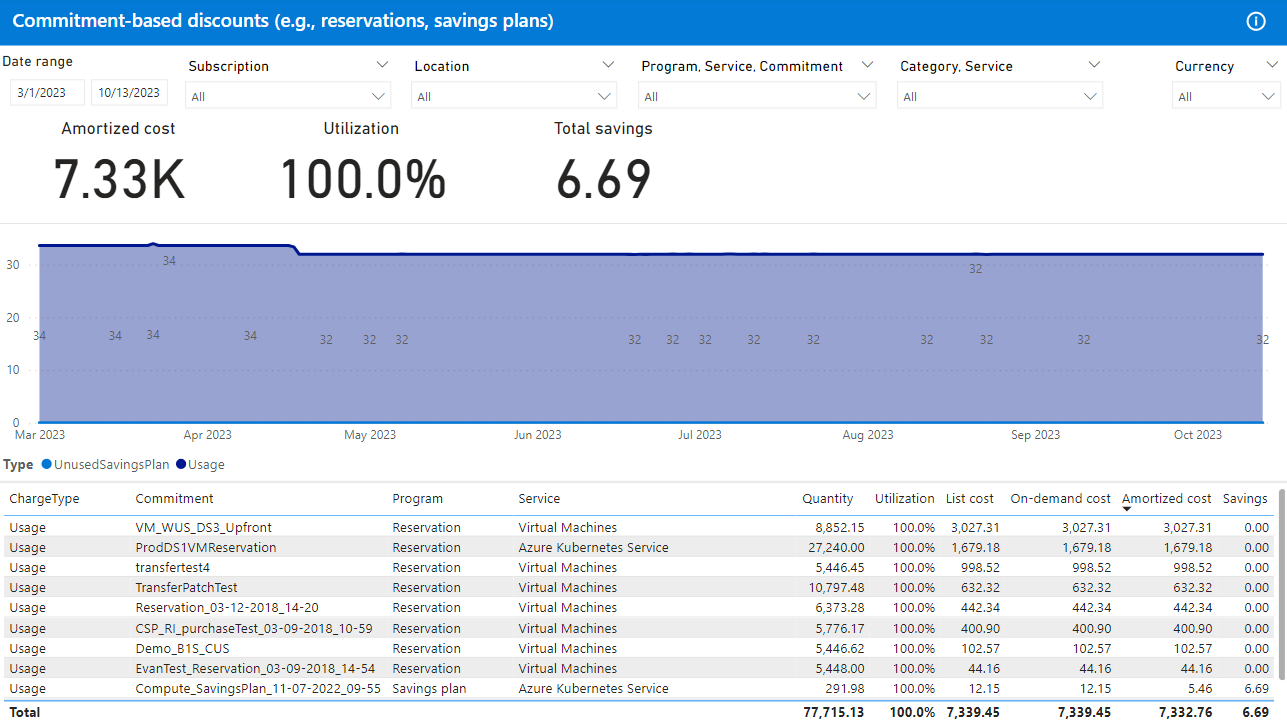 Commitment-based discounts (e.g., reservations, savings plans)
Date range Subscription Location Program, Service, Commitment Category, Service Currency
3/1/2023 10/13/2023 All All All All All
Amortized cost Utilization Total savings
7.33K 100.0% 6.69
34 32
30
20
34 34 34 34 32 32 32 32 32 32 32 32 32 32 32 32
10
0
Mar 2023 Apr 2023 May 2023 Jun 2023 Jul 2023 Aug 2023 Sep 2023 Oct 2023
Type UnusedSavingsPlan Usage
ChargeType Commitment Program Service Quantity Utilization List cost On-demand cost Amortized cost Savings
Usage VM_WUS_DS3_Upfront Reservation Virtual Machines 8,852.15 100.0% 3,027.31 3,027.31 3,027.31 0.00
Usage ProdDS1VMReservation Reservation Azure Kubernetes Service 27,240.00 100.0% 1,679.18 1,679.18 1,679.18 0.00
Usage transfertest4 Reservation Virtual Machines 5,446.45 100.0% 998.52 998.52 998.52 0.00
Usage TransferPatchTest Reservation Virtual Machines 10,797.48 100.0% 632.32 632.32 632.32 0.00
Usage Reservation_03-12-2018_14-20 Reservation Virtual Machines 6,373.28 100.0% 442.34 442.34 442.34 0.00
Usage CSP_RI_purchaseTest_03-09-2018_10-59 Reservation Virtual Machines 5,776.17 100.0% 400.90 400.90 400.90 0.00
Usage Demo_B1S_CUS Reservation Virtual Machines 5,446.62 100.0% 102.57 102.57 102.57 0.00
Usage EvanTest_Reservation_03-09-2018_14-54 Reservation Virtual Machines 5,448.00 100.0% 44.16 44.16 44.16 0.00
Usage Compute_SavingsPlan_11-07-2022_09-55 Savings plan Azure Kubernetes Service 291.98 100.0% 12.15 12.15 5.46 6.69
Total 77,715.13 100.0% 7,339.45 7,339.45 7,332.76 6.69